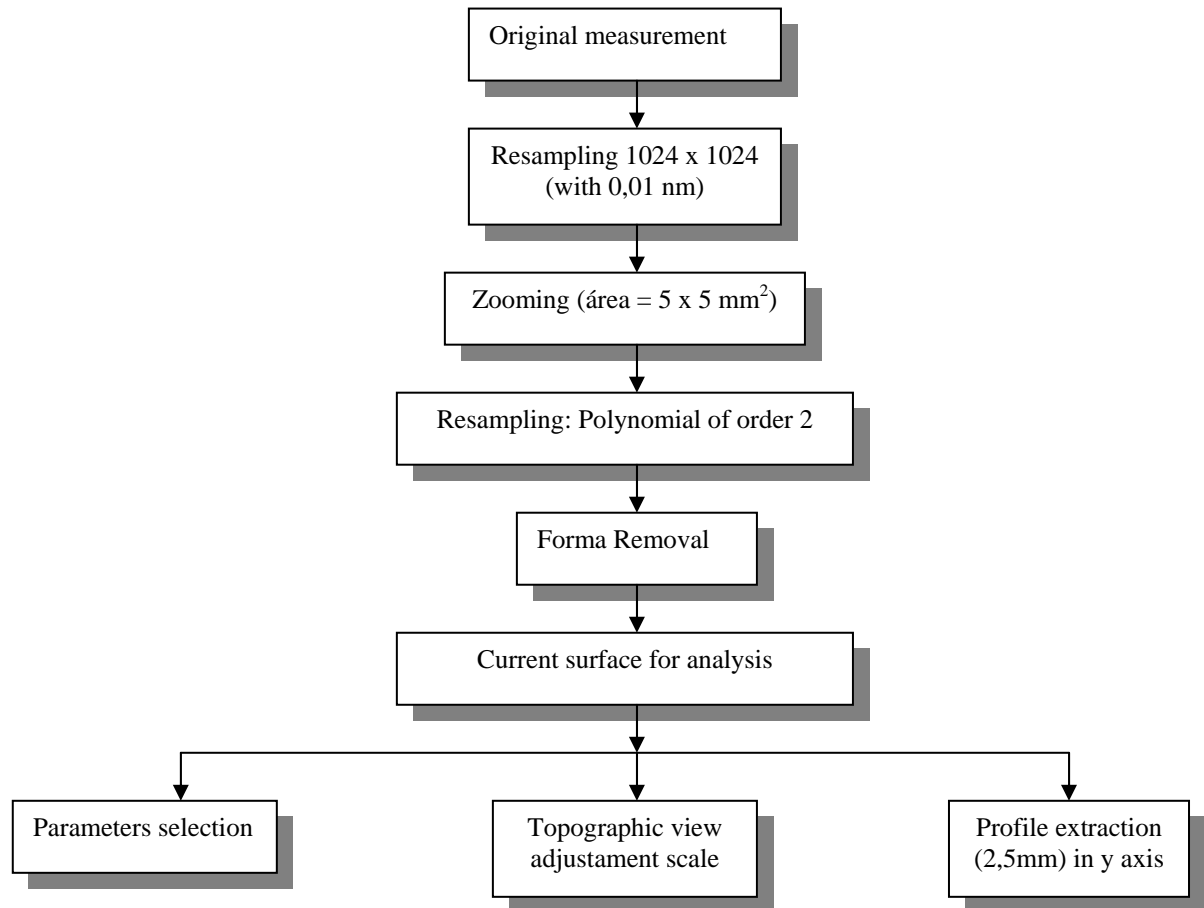 Original measurement
Resampling 1024 x 1024
(with 0,01 nm)
Zooming (área = 5 x 5 mm²)
Resampling: Polynomial of order 2
Forma Removal
Current surface for analysis
Parameters selection
Topographic view
adjustament scale
Profile extraction
(2,5mm) in y axis